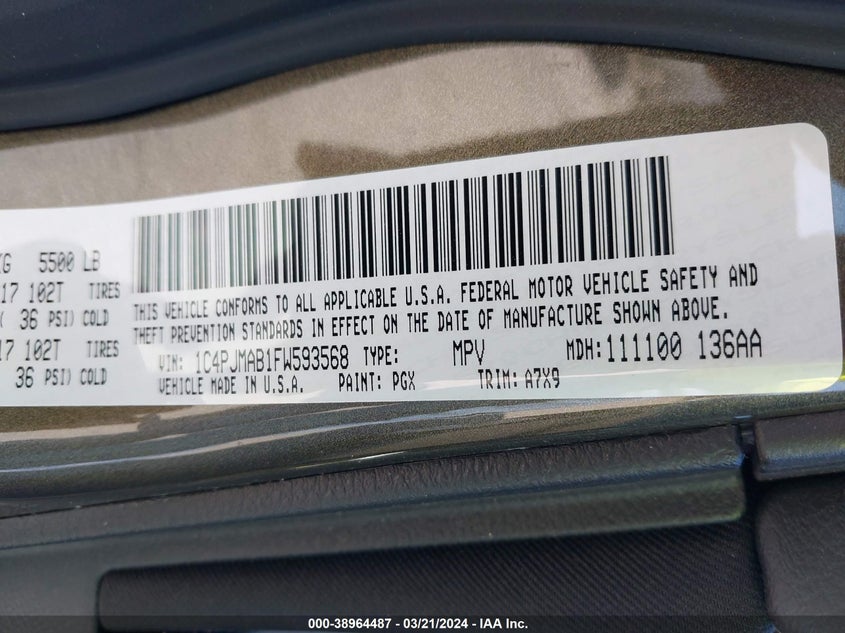 KG 5500 LB
17 102T TIRES
( 36 PSI) COLD
17 102T TIRES
36 PSI) COLD
THIS VEHICLE CONFORMS TO ALL APPLICABLE U.S.A. FEDERAL MOTOR VEHICLE SAFETY AND
THEFT PREVENTION STANDARDS IN EFFECT ON THE DATE OF MANUFACTURE SHOWN ABOVE.
VIN: 1C4PJMAB1FW593568 TYPE: MPV MDH:111100 136AA
VEHICLE MADE IN U.S.A. PAINT: PGX TRIM: A7X9
000-38964487 - 03/21/2024 - IAA Inc.